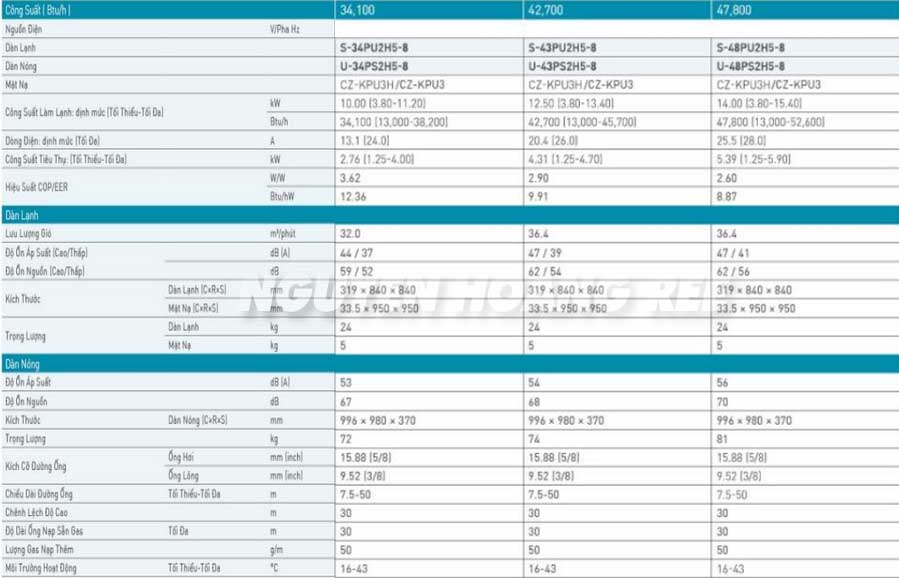 Công Suất ( Btu/h ) 34,100 42,700 47,800
Nguồn Điện V/Pha Hz
Dàn Lạnh S-34PU2H5-8 S-43PU2H5-8 S-48PU2H5-8
Dàn Nóng U-34PS2H5-8 U-43PS2H5-8 U-48PS2H5-8
Mặt Nạ CZ-KPU3H/CZ-KPU3 CZ-KPU3H/CZ-KPU3 CZ-KPU3H/CZ-KPU3
Công Suất Làm Lạnh: định mức (Tối Thiểu-Tối Đa) kW 10.00 (3.80-11.20) 12.50 (3.80-13.40) 14.00 (3.80-15.40)
Btu/h 34,100 (13,000-38,200) 42,700 (13,000-45,700) 47,800 (13,000-52,600)
Dòng Điện: định mức (Tối Đa) A 13.1 (24.0) 20.4 (26.0) 25.5 (28.0)
Công Suất Tiêu Thụ: (Tối Thiểu-Tối Đa) kW 2.76 (1.25-4.00) 4.31 (1.25-4.70) 5.39 (1.25-5.90)
Hiệu Suất COP/EER W/W 3.62 2.90 2.60
Btu/hW 12.36 9.91 8.87
Dàn Lạnh
Lưu Lượng Gió m³/phút 32.0 36.4 36.4
Độ Ồn Áp Suất (Cao/Thấp) dB (A) 44 / 37 47 / 39 47 / 41
Độ Ồn Nguồn (Cao/Thấp) dB 59 / 52 62 / 54 62 / 56
Kích Thước Dàn Lạnh (C×R×S) mm 319 × 840 × 840 319 × 840 × 840 319 × 840 × 840
Mặt Nạ (C×R×S) mm 33.5 × 950 × 950 33.5 × 950 × 950 33.5 × 950 × 950
Trọng Lượng Dàn Lạnh kg 24 24 24
Mặt Nạ kg 5 5 5
Dàn Nóng
Độ Ồn Áp Suất dB (A) 53 54 56
Độ Ồn Nguồn dB 67 68 70
Kích Thước Dàn Nóng (C×R×S) mm 996 × 980 × 370 996 × 980 × 370 996 × 980 × 370
Trọng Lượng kg 72 74 81
Kích Cỡ Đường Ống Ống Hơi mm (inch) 15.88 (5/8) 15.88 (5/8) 15.88 (5/8)
Ống Lỏng mm (inch) 9.52 (3/8) 9.52 (3/8) 9.52 (3/8)
Chiều Dài Đường Ống Tối Thiểu-Tối Đa m 7.5-50 7.5-50 7.5-50
Chênh Lệch Độ Cao m 30 30 30
Độ Dài Ống Nạp Sẵn Gas Tối Đa m 30 30 30
Lượng Gas Nạp Thêm g/m 50 50 50
Môi Trường Hoạt Động Tối Thiểu-Tối Đa °C 16-43 16-43 16-43